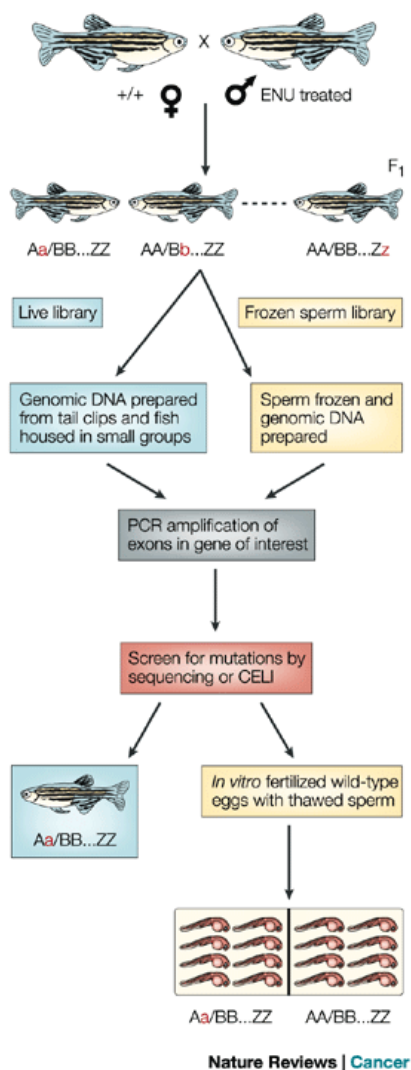 X
+/+ ♀ ♂ ENU treated
F1
Aa/BB...ZZ AA/Bb...ZZ AA/BB...Zz
Live library
Frozen sperm library
Genomic DNA prepared
from tail clips and fish
housed in small groups
Sperm frozen and
genomic DNA
prepared
PCR amplification of
exons in gene of interest
Screen for mutations by
sequencing or CELI
Aa/BB...ZZ
In vitro fertilized wild-type
eggs with thawed sperm
Aa/BB...ZZ AA/BB...ZZ
Nature Reviews | Cancer